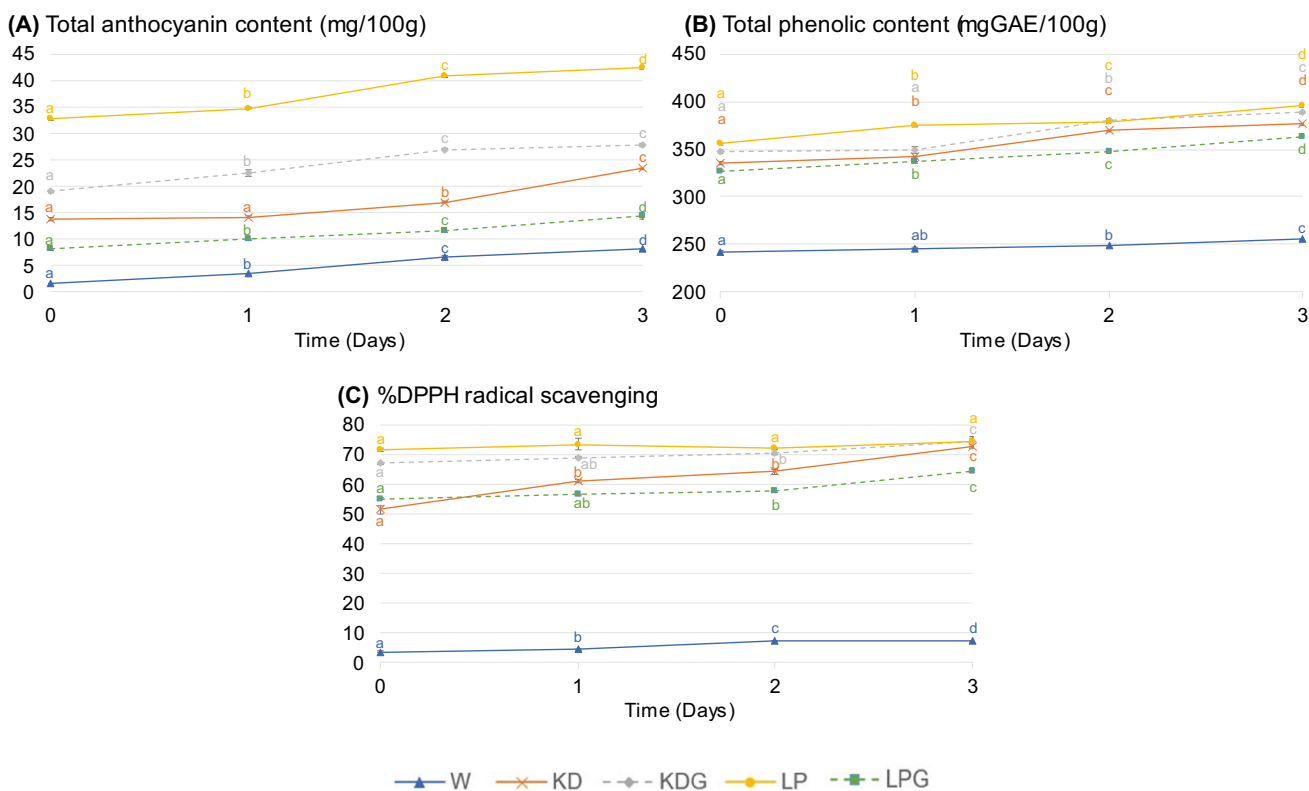 (A) Total anthocyanin content (mg/100g)
45
40
35
30
25
20
15
10
5
0
a b c d
a b c c
a a b c
a b c d
a b c d
0 1 2 3
Time (Days)
(B) Total phenolic content (mgGAE/100g)
450
400
350
300
250
200
a b c d
a a b c
a b c d
a b c d
a ab b c
0 1 2 3
Time (Days)
(C) %DPPH radical scavenging
80
70
60
50
40
30
20
10
0
a a a a
a ab b c
a b b c
a ab b c
a b c d
0 1 2 3
Time (Days)
W KD KDG LP LPG